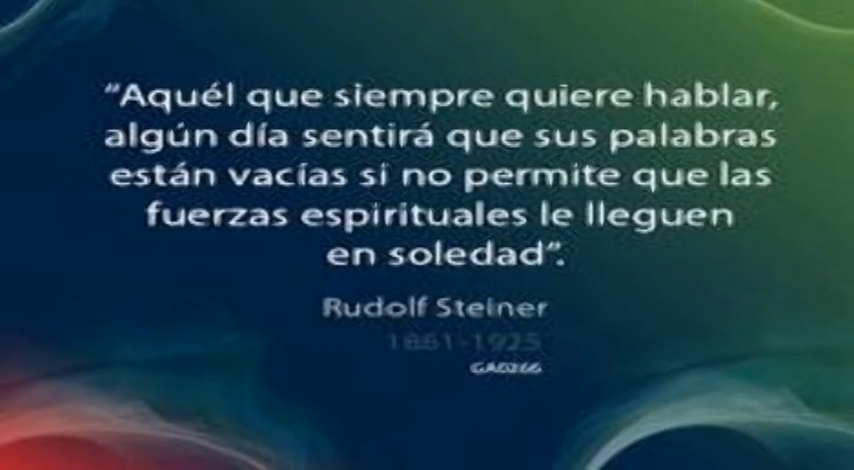 “Aquél que siempre quiere hablar,
algún día sentirá que sus palabras
están vacías si no permite que las
fuerzas espirituales le lleguen
en soledad”.
Rudolf Steiner
1861-1925
GA0266